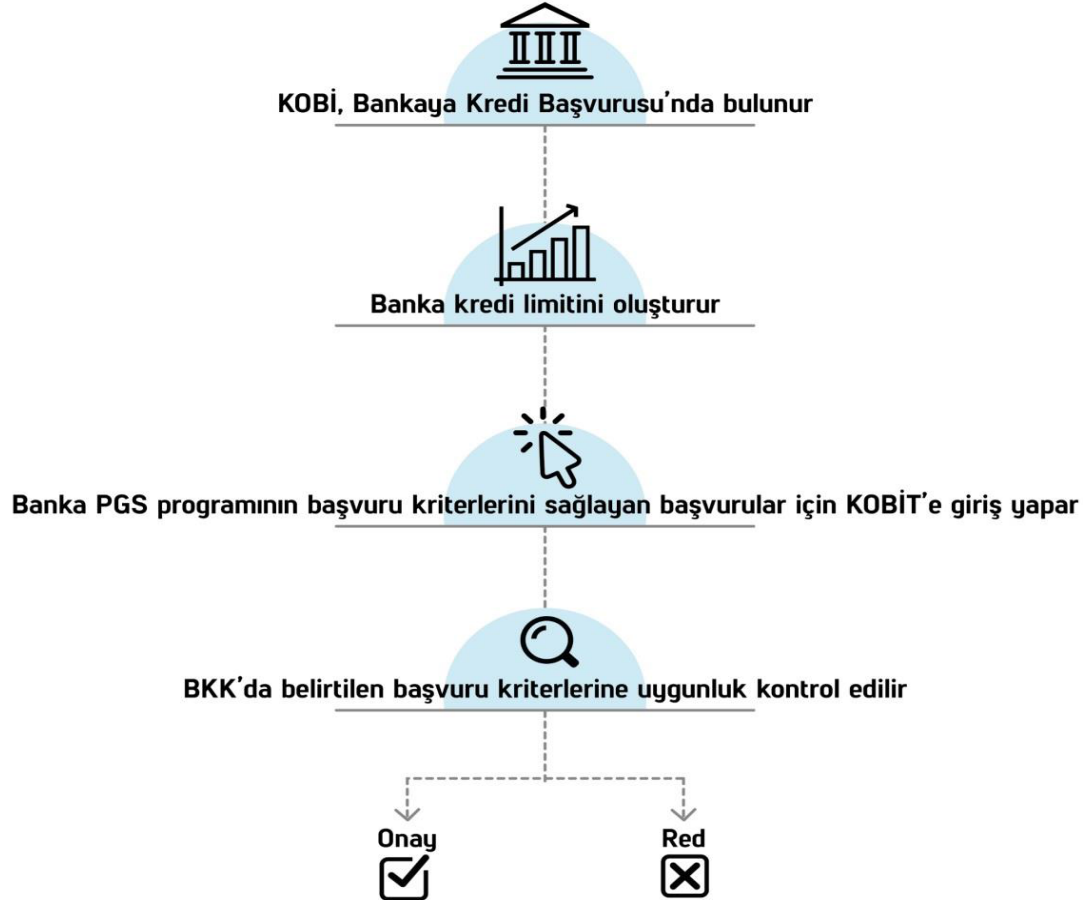 KOBİ, Bankaya Kredi Başvurusu'nda bulunur
Banka kredi limitini oluşturur
Banka PGS programının başvuru kriterlerini sağlayan başvurular için KOBİT'e giriş yapar
BKK'da belirtilen başvuru kriterlerine uygunluk kontrol edilir
Onay
Red